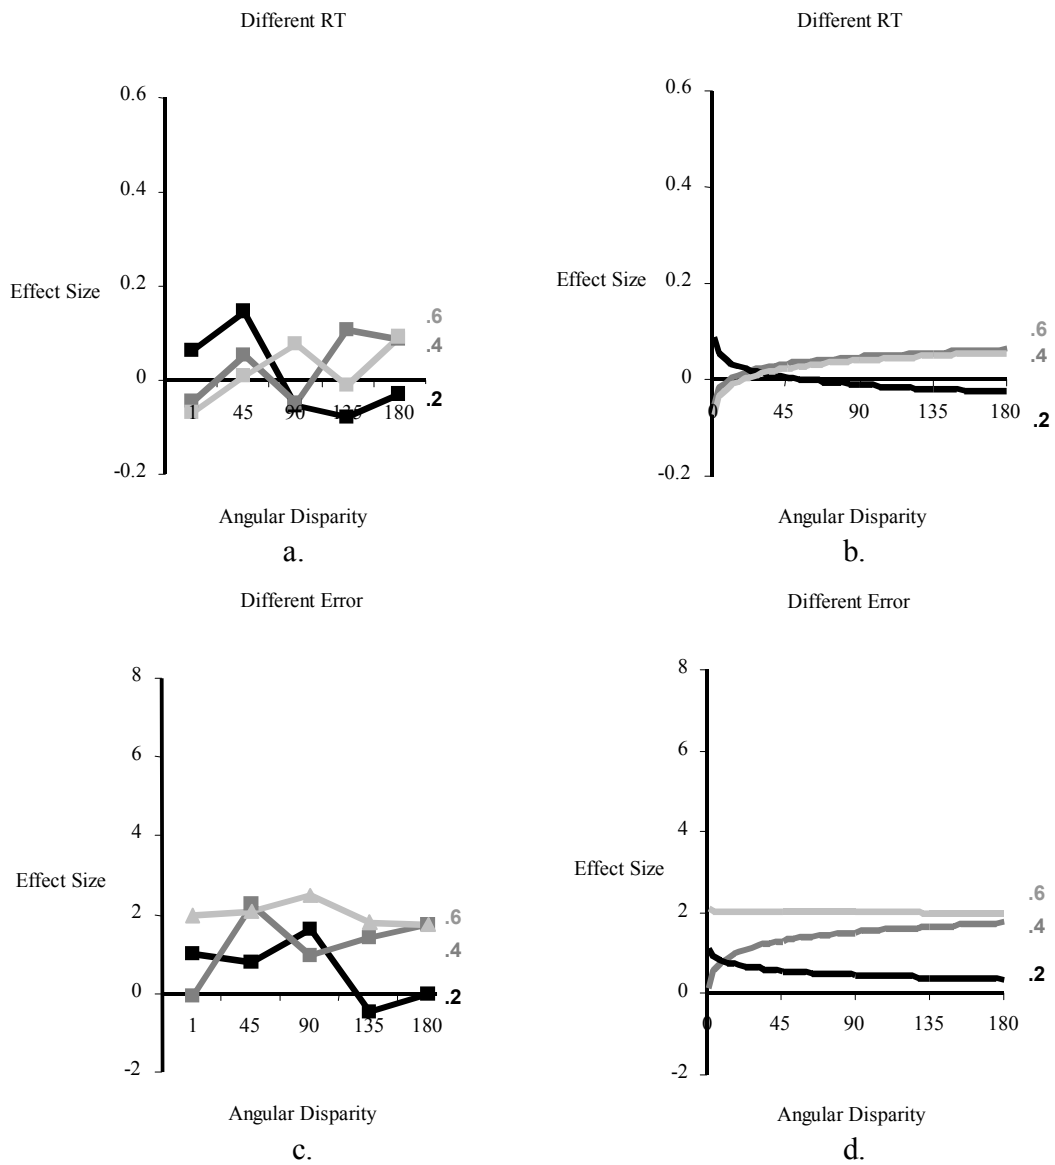 Different RT
0.6
0.4
0.2
0
-0.2
Effect Size
1 45 90 135 180
.6
.4
.2
Angular Disparity
a.
Different RT
0.6
0.4
0.2
0
-0.2
Effect Size
0 45 90 135 180
.6
.4
.2
Angular Disparity
b.
Different Error
8
6
4
2
0
-2
Effect Size
1 45 90 135 180
.6
.4
.2
Angular Disparity
c.
Different Error
8
6
4
2
0
-2
Effect Size
0 45 90 135 180
.6
.4
.2
Angular Disparity
d.